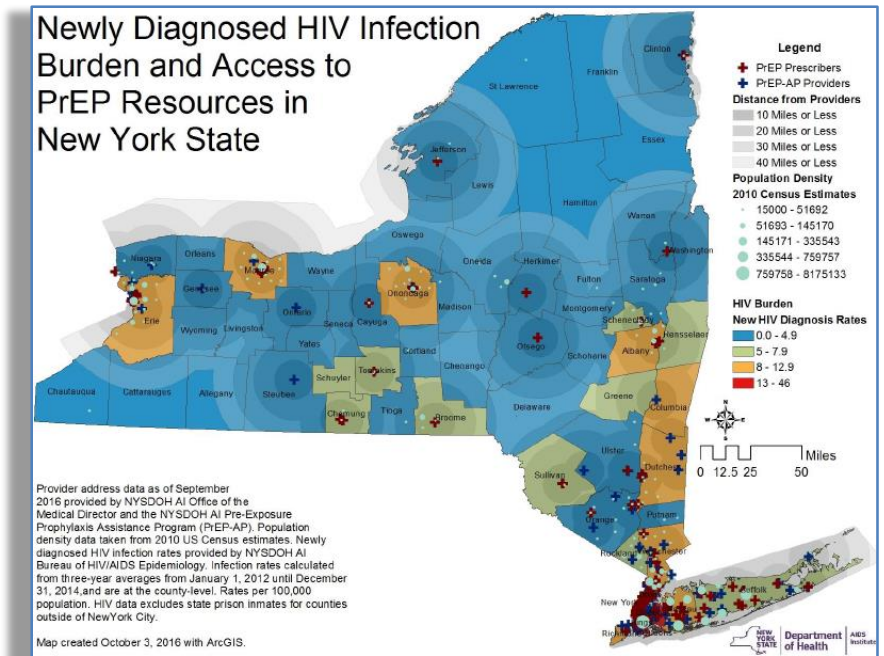 Newly Diagnosed HIV Infection
Burden and Access to
PrEP Resources in
New York State
Legend
PrEP Prescribers
PrEP-AP Providers
Distance from Providers
10 Miles or Less
20 Miles or Less
30 Miles or Less
40 Miles or Less
Population Density
2010 Census Estimates
15000 - 51692
51693 - 145170
145171 - 335543
335544 - 759757
759758 - 8175133
HIV Burden
New HIV Diagnosis Rates
0.0 - 4.9
5 - 7.9
8 - 12.9
13 - 46
N
W
E
S
Miles
0 12.5 25 50
Clinton
Franklin
St Lawrence
Essex
Jefferson
Lewis
Hamilton
Warren
Washington
Oswego
Oneida
Herkimer
Fulton
Saratoga
Niagara
Orleans
Monroe
Wayne
Genesee
Onondaga
Madison
Montgomery
Schenectady
Rensselaer
Erie
Wyoming
Livingston
Ontario
Seneca
Cayuga
Yates
Cortland
Otsego
Schoharie
Albany
Chenango
Chautauqua
Cattaraugus
Allegany
Steuben
Schuyler
Tompkins
Chemung
Tioga
Broome
Delaware
Greene
Columbia
Ulster
Dutchess
Sullivan
Orange
Putnam
Rockland
Westchester
Suffolk
New York
Provider address data as of September
2016 provided by NYSDOH AI Office of the
Medical Director and the NYSDOH AI Pre-Exposure
Prophylaxis Assistance Program (PrEP-AP). Population
density data taken from 2010 US Census estimates. Newly
diagnosed HIV infection rates provided by NYSDOH AI
Bureau of HIV/AIDS Epidemiology. Infection rates calculated
from three-year averages from January 1, 2012 until December
31, 2014,and are at the county-level. Rates per 100,000
population. HIV data excludes state prison inmates for counties
outside of NewYork City.
Map created October 3, 2016 with ArcGIS.
NEW
YORK
STATE
Department
of Health
AIDS
Institute